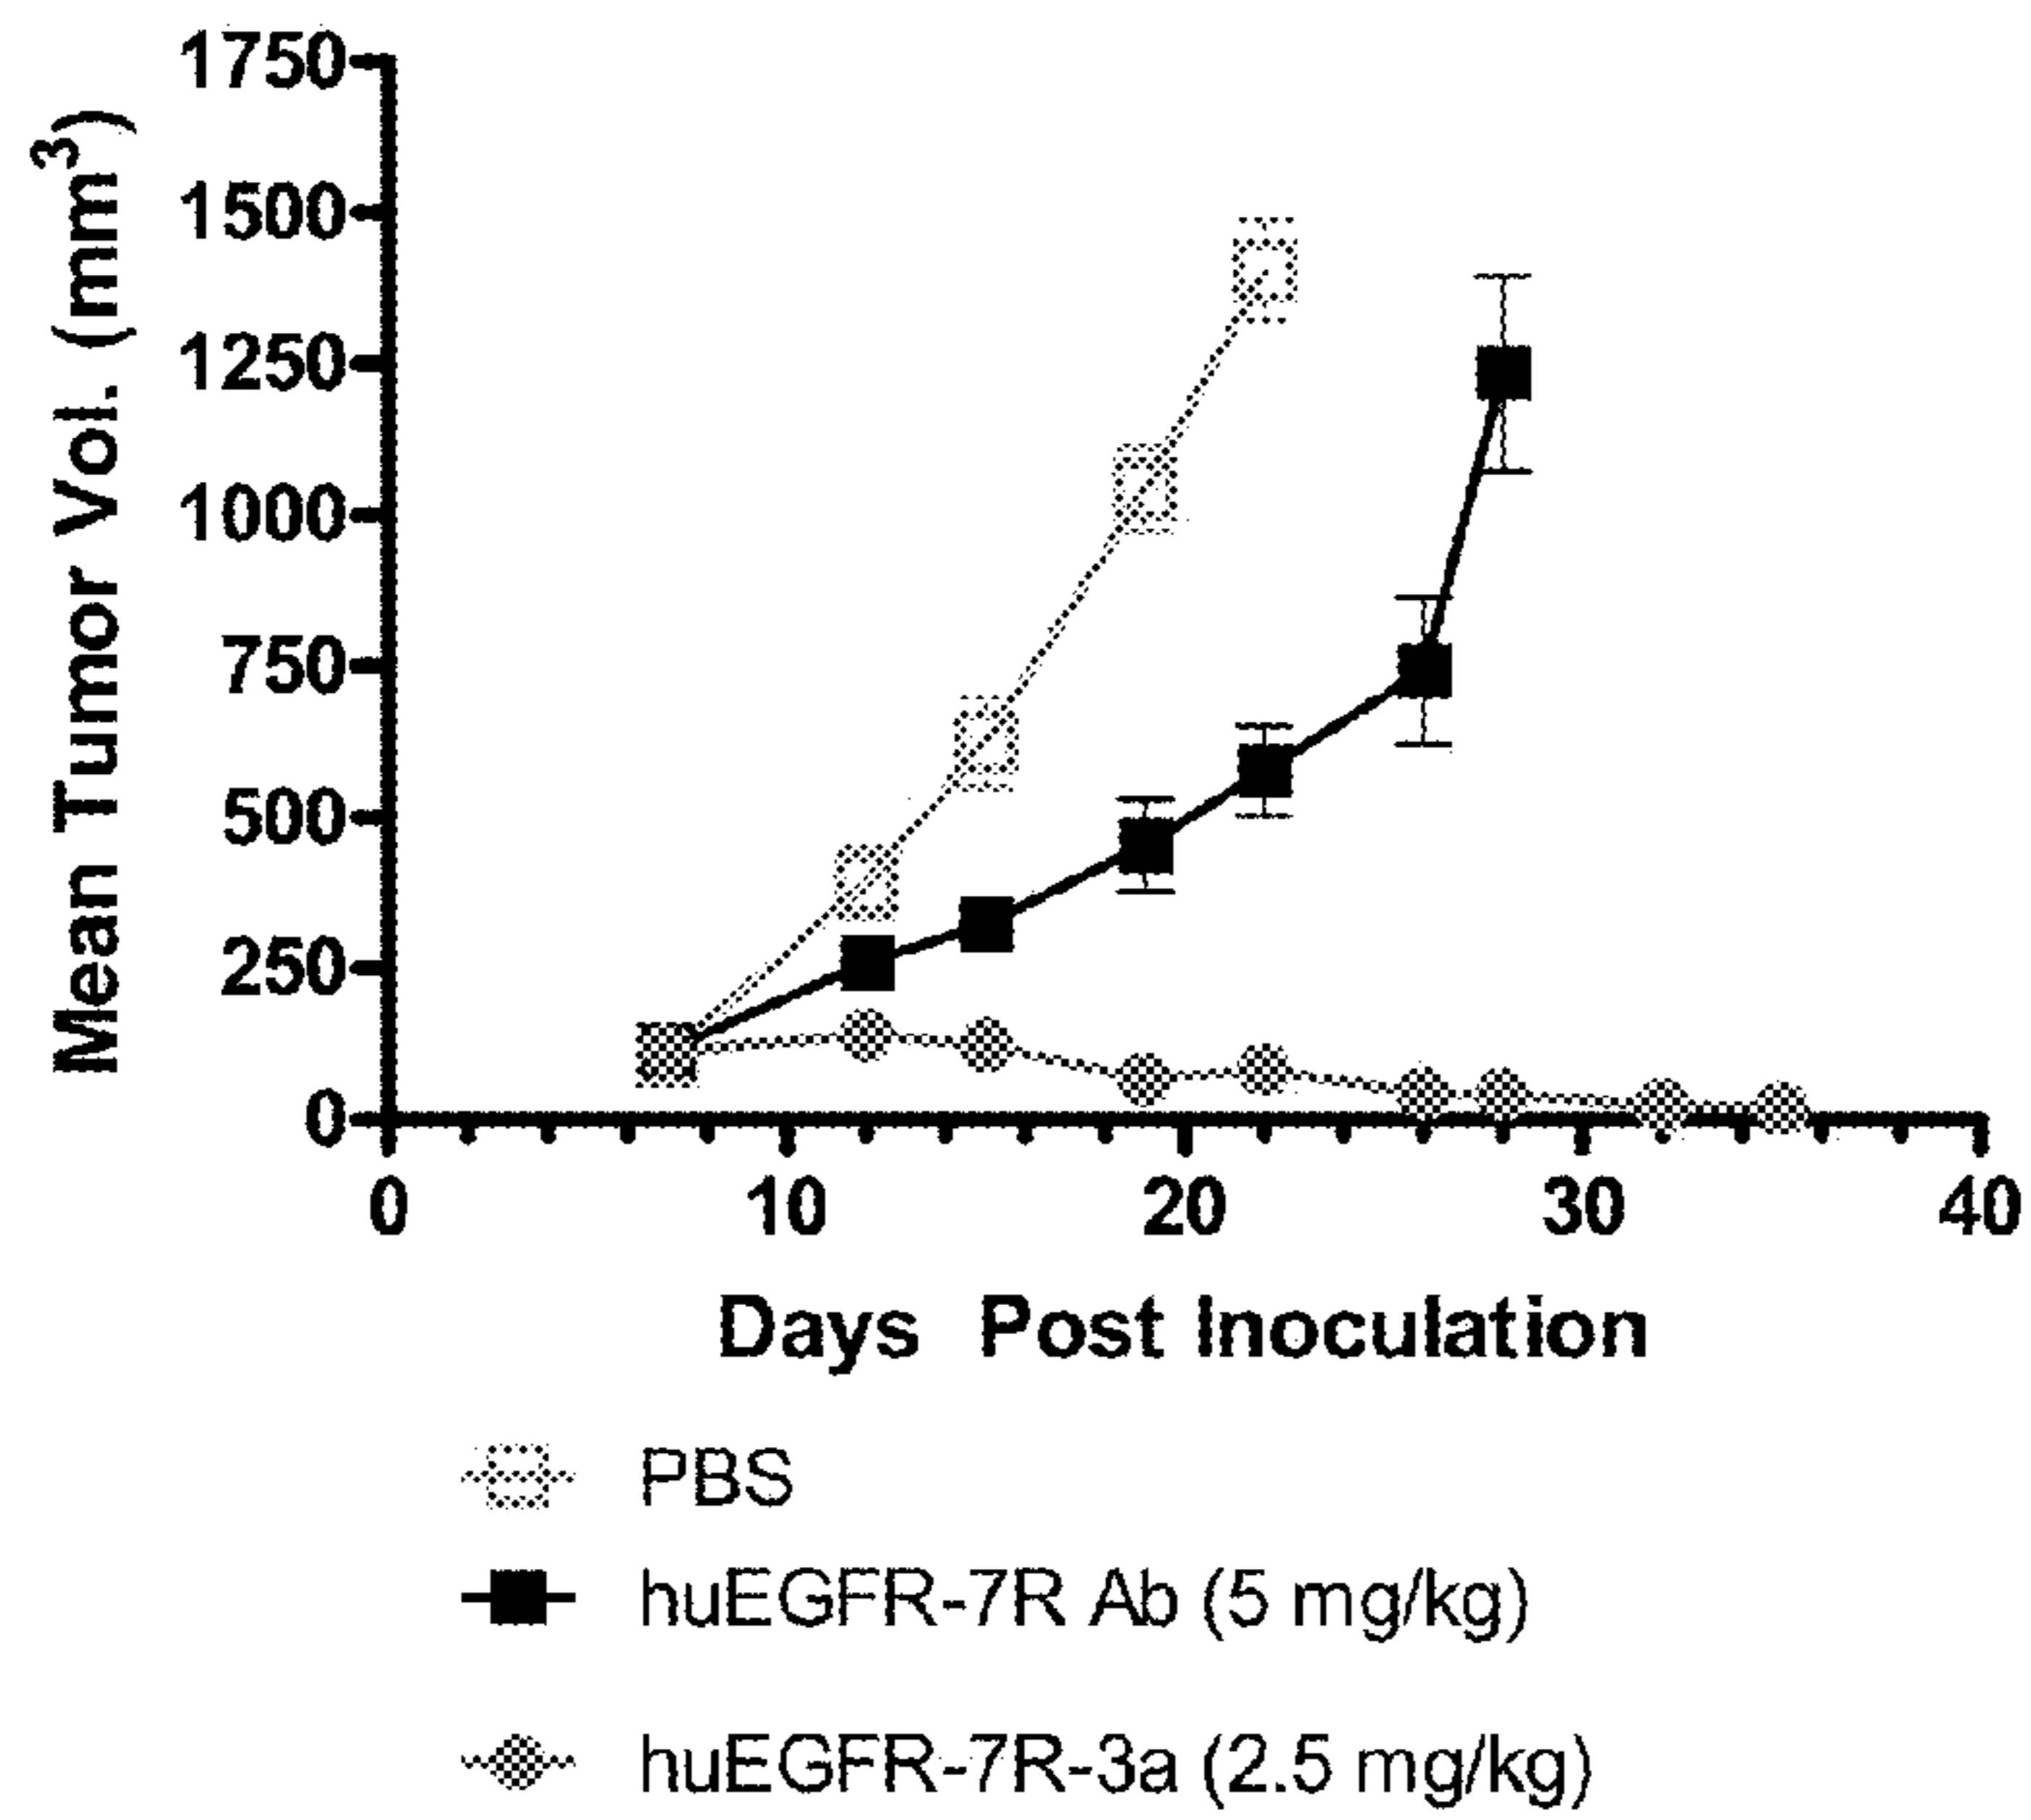 Mean Tumor Vol. (mm³)
1750
1500
1250
1000
750
500
250
0
0 10 20 30 40
Days Post Inoculation
PBS
huEGFR-7R Ab (5 mg/kg)
huEGFR-7R-3a (2.5 mg/kg)